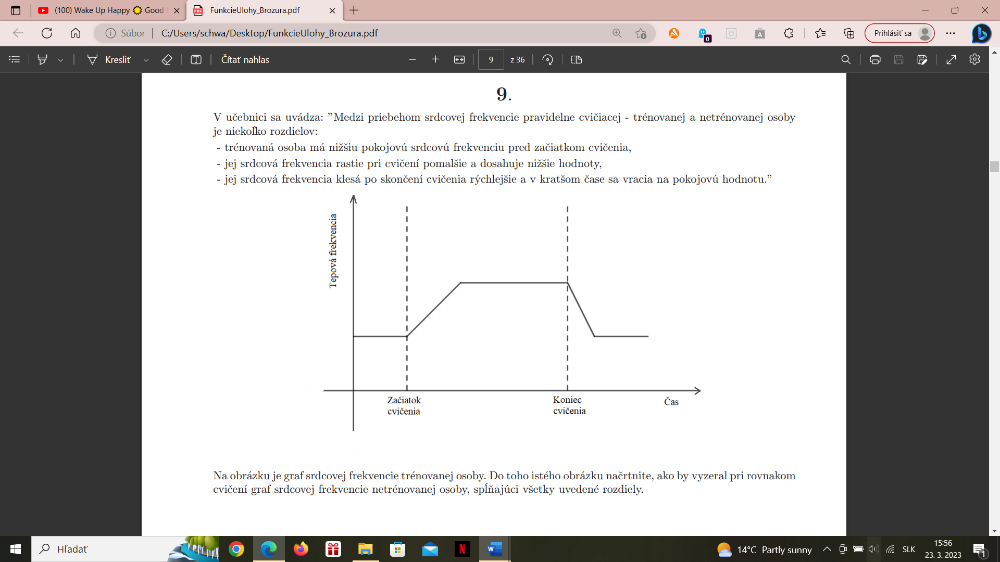 (100) Wake Up Happy 🌞 Good
FunkcieUlohy_Brozura.pdf
Súbor
C:/Users/schwa/Desktop/FunkcieUlohy_Brozura.pdf
0
Prihlásiť sa
Kresliť
Čítať nahlas
9
z 36
9.
V učebnici sa uvádza: ”Medzi priebehom srdcovej frekvencie pravidelne cvičiacej - trénovanej a netrénovanej osoby
je niekoľko rozdielov:
- trénovaná osoba má nižšiu pokojovú srdcovú frekvenciu pred začiatkom cvičenia,
- jej srdcová frekvencia rastie pri cvičení pomalšie a dosahuje nižšie hodnoty,
- jej srdcová frekvencia klesá po skončení cvičenia rýchlejšie a v kratšom čase sa vracia na pokojovú hodnotu.”
Tepová frekvencia
Začiatok
cvičenia
Koniec
cvičenia
Čas
Na obrázku je graf srdcovej frekvencie trénovanej osoby. Do toho istého obrázku načrtnite, ako by vyzeral pri rovnakom
cvičení graf srdcovej frekvencie netrénovanej osoby, spĺňajúci všetky uvedené rozdiely.
Hľadať
14°C Partly sunny
SLK
15:56
23. 3. 2023
1